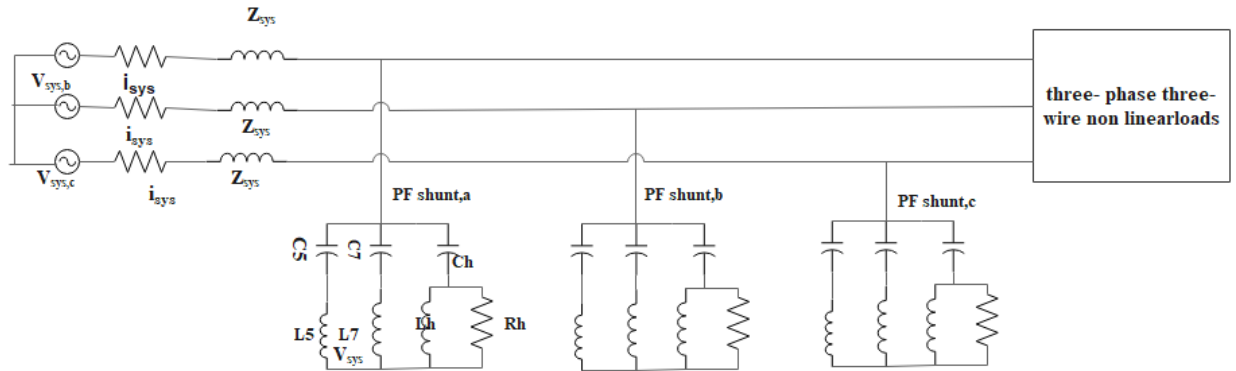 Zsys
Vsys,b
isys
three- phase three-
wire non linearloads
isys
Zsys
Vsys,c
isys
Zsys
PF shunt,a
PF shunt,b
PF shunt,c
C5
C7
Ch
L5
L7
Lh
Rh
Vsys